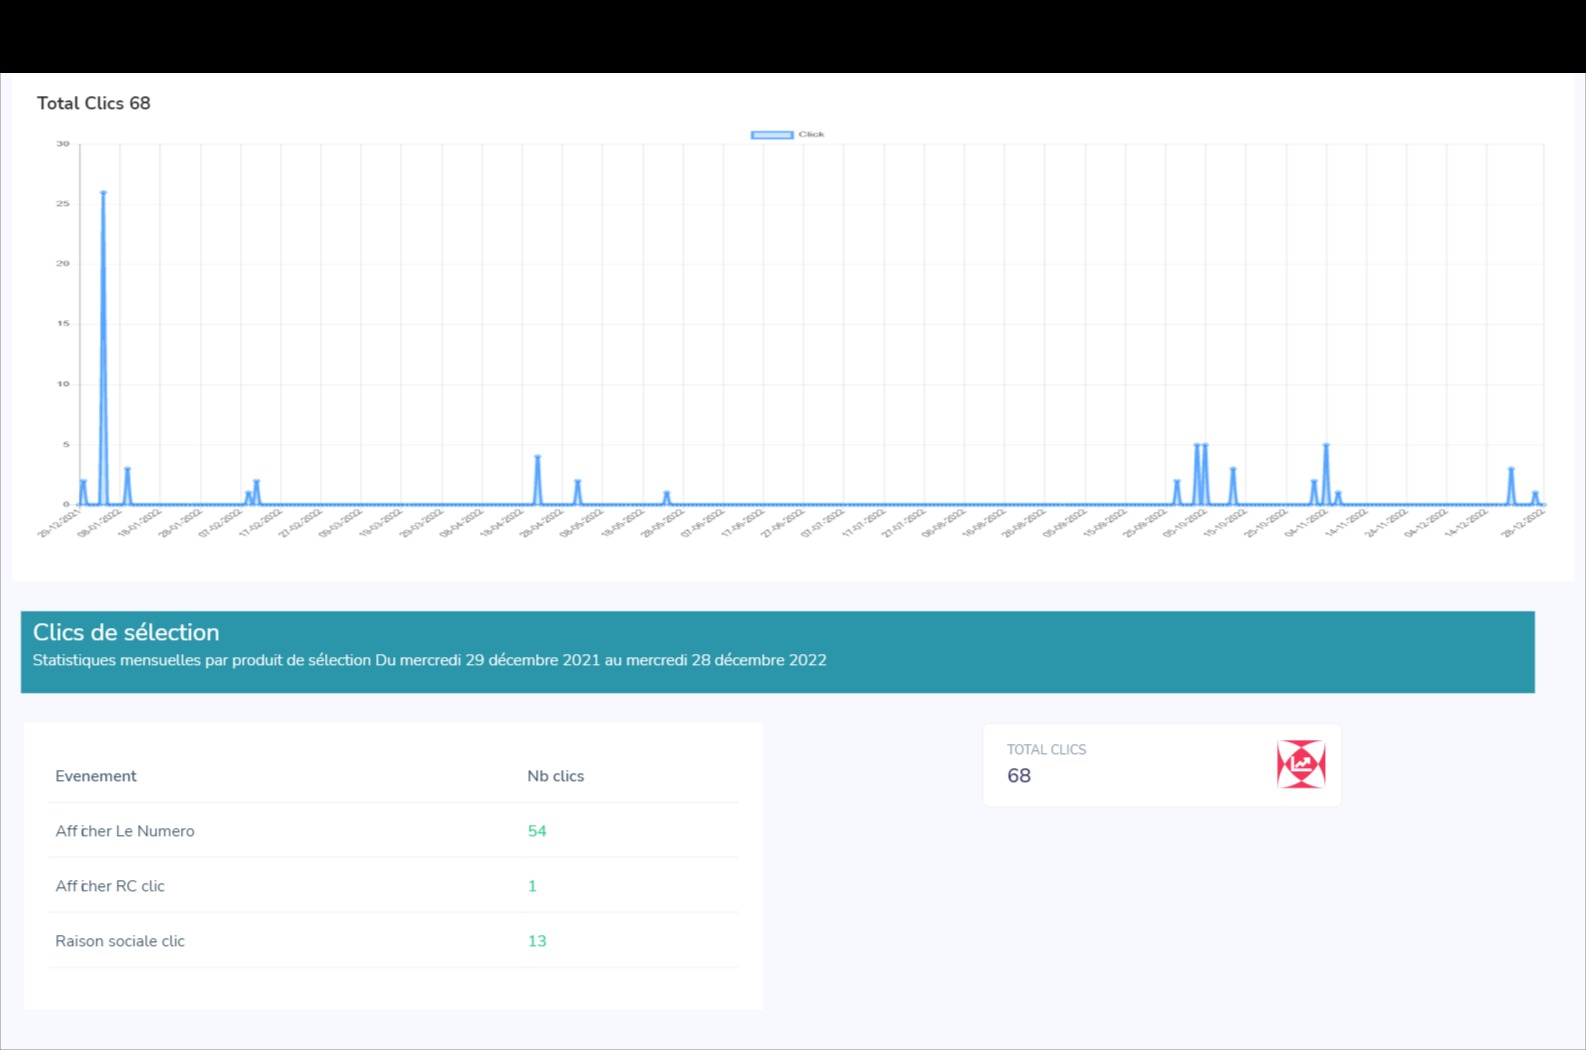 Total Clics 68
Click
30
25
20
15
10
5
0
29-12-2021 08-01-2022 18-01-2022 28-01-2022 07-02-2022 17-02-2022 27-02-2022 09-03-2022 19-03-2022 29-03-2022 08-04-2022 18-04-2022 28-04-2022 08-05-2022 18-05-2022 28-05-2022 07-06-2022 17-06-2022 27-06-2022 07-07-2022 17-07-2022 27-07-2022 06-08-2022 16-08-2022 26-08-2022 05-09-2022 15-09-2022 25-09-2022 05-10-2022 15-10-2022 25-10-2022 04-11-2022 14-11-2022 24-11-2022 04-12-2022 14-12-2022 28-12-2022
Clics de sélection
Statistiques mensuelles par produit de sélection Du mercredi 29 décembre 2021 au mercredi 28 décembre 2022
Evenement Nb clics
Afficher Le Numero 54
Afficher RC clic 1
Raison sociale clic 13
TOTAL CLICS
68